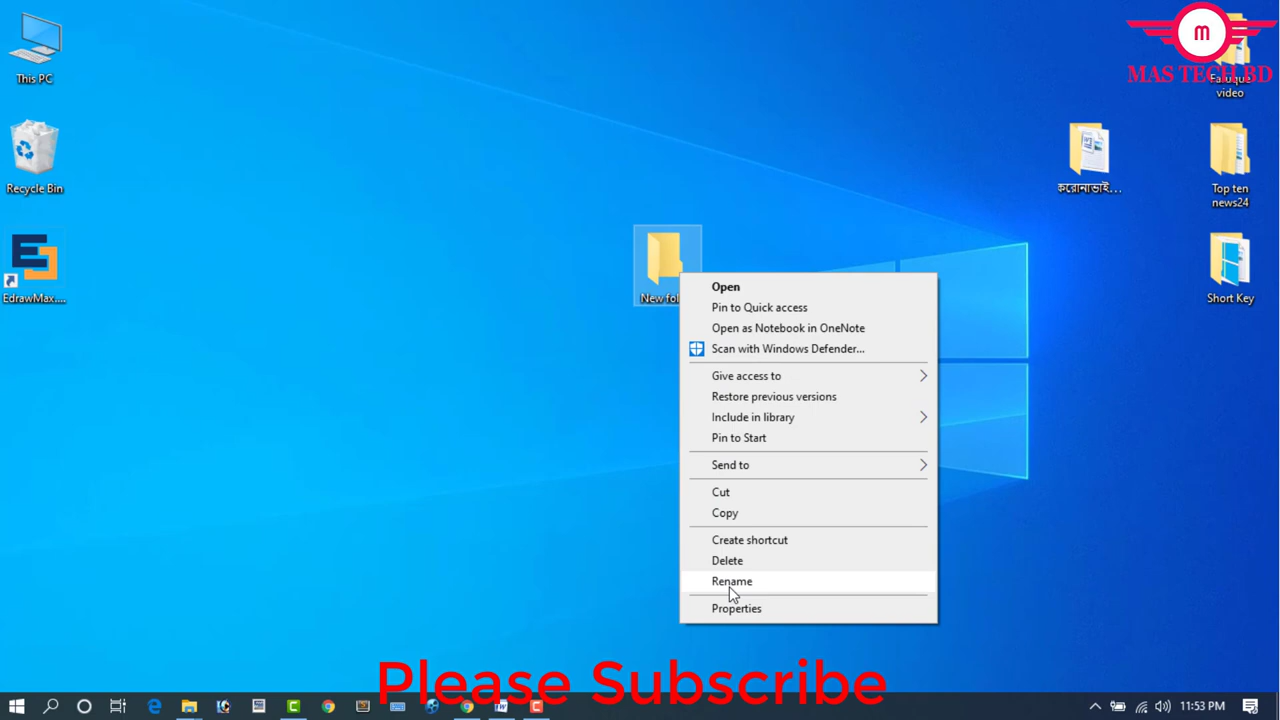 This PC
Recycle Bin
EdrawMax....
New fol
Open
Pin to Quick access
Open as Notebook in OneNote
Scan with Windows Defender...
Give access to
Restore previous versions
Include in library
Pin to Start
Send to
Cut
Copy
Create shortcut
Delete
Rename
Properties
M
MAS TECH BD
video
করোনাভাই...
Top ten
news24
Short Key
Please Subscribe
11:53 PM